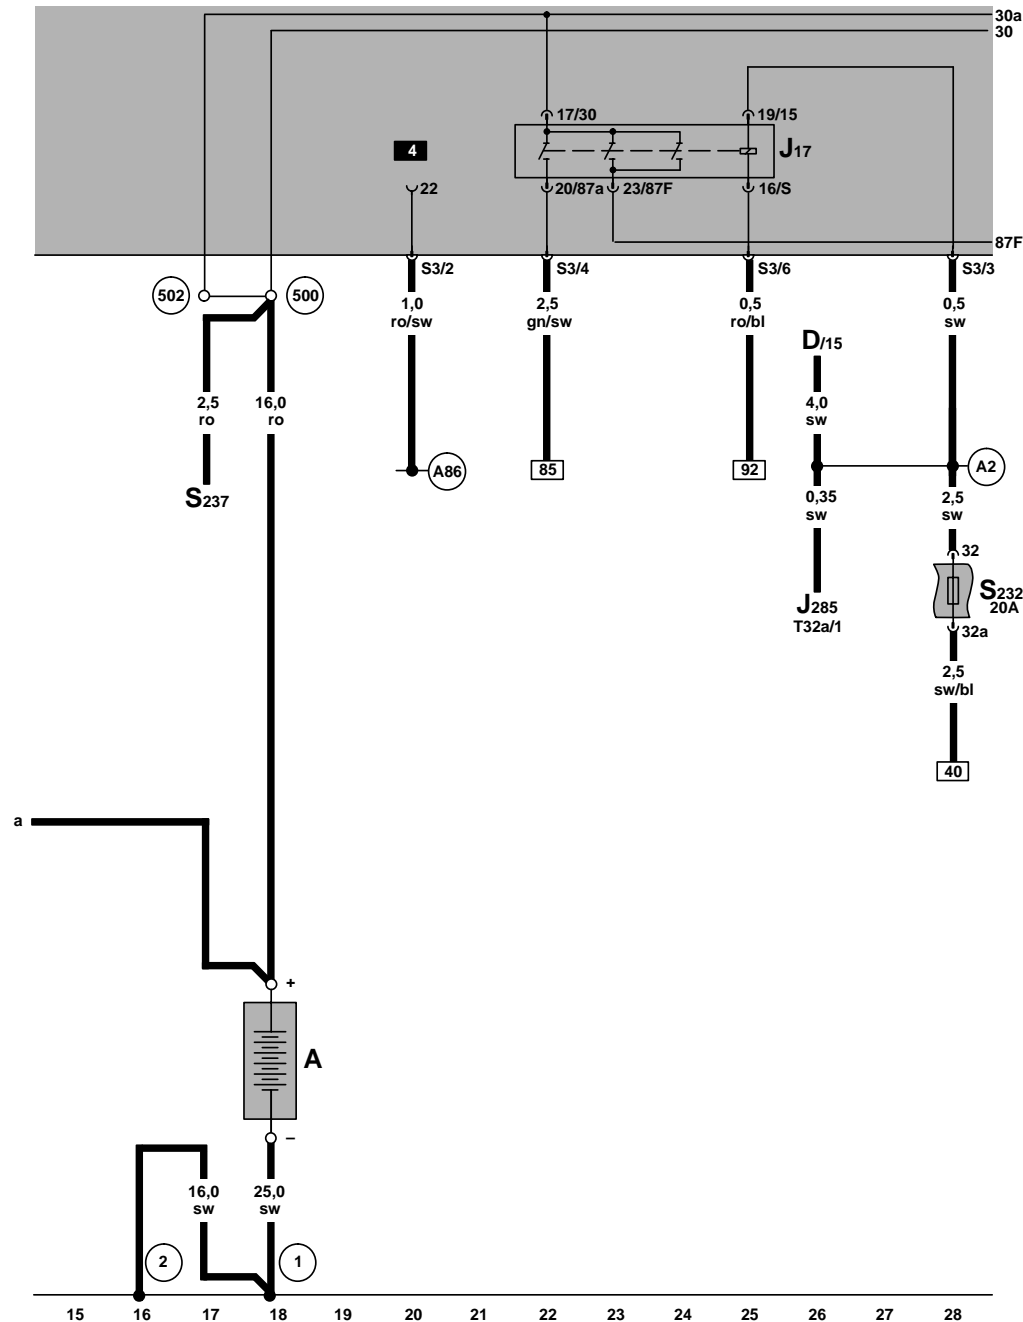 30a
30
17/30
19/15
4
J17
22
20/87a
23/87F
16/S
87F
S3/2
S3/4
S3/6
S3/3
502
500
1,0
ro/sw
2,5
gn/sw
0,5
ro/bl
0,5
sw
D/15
2,5
ro
16,0
ro
4,0
sw
A86
85
92
A2
S237
0,35
sw
2,5
sw
32
S232
20A
J285
T32a/1
32a
2,5
sw/bl
40
a
+
A
–
16,0
sw
25,0
sw
2
1
15 16 17 18 19 20 21 22 23 24 25 26 27 28